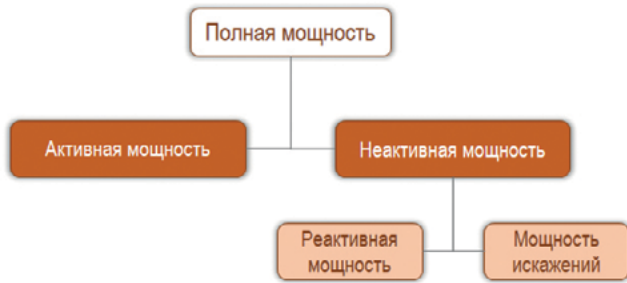 Полная мощность
Активная мощность
Неактивная мощность
Реактивная
мощность
Мощность
искажений